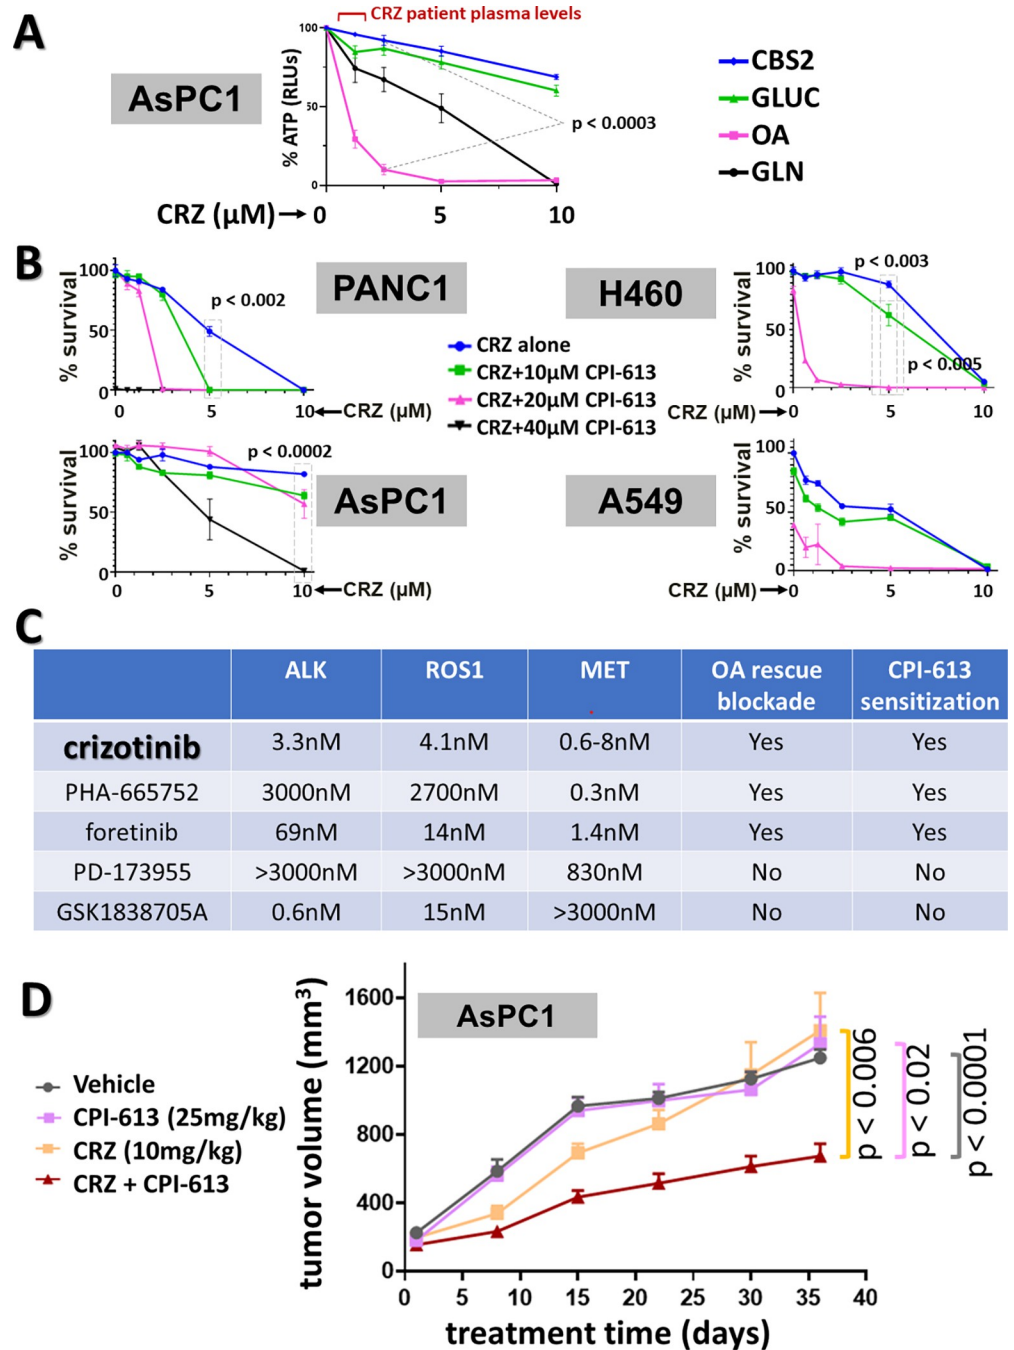 A
CRZ patient plasma levels
AsPC1
% ATP (RLUs)
100
50
0
p < 0.0003
CRZ (µM) → 0 5 10
CBS2
GLUC
OA
GLN
B
% survival
100
50
0
p < 0.002
0 5 10
←CRZ (µM)
PANC1
H460
% survival
100
50
0
p < 0.003
p < 0.005
CRZ (µM) → 0 5 10
CRZ alone
CRZ+10µM CPI-613
CRZ+20µM CPI-613
CRZ+40µM CPI-613
% survival
100
50
0
p < 0.0002
0 5 10
←CRZ (µM)
AsPC1
A549
% survival
100
50
0
CRZ (µM) → 0 5 10
C
ALK ROS1 MET OA rescue blockade CPI-613 sensitization
crizotinib 3.3nM 4.1nM 0.6-8nM Yes Yes
PHA-665752 3000nM 2700nM 0.3nM Yes Yes
foretinib 69nM 14nM 1.4nM Yes Yes
PD-173955 >3000nM >3000nM 830nM No No
GSK1838705A 0.6nM 15nM >3000nM No No
D
Vehicle
CPI-613 (25mg/kg)
CRZ (10mg/kg)
CRZ + CPI-613
AsPC1
tumor volume (mm³)
1600
1200
800
400
0
0 5 10 15 20 25 30 35 40
treatment time (days)
p < 0.006
p < 0.02
p < 0.0001